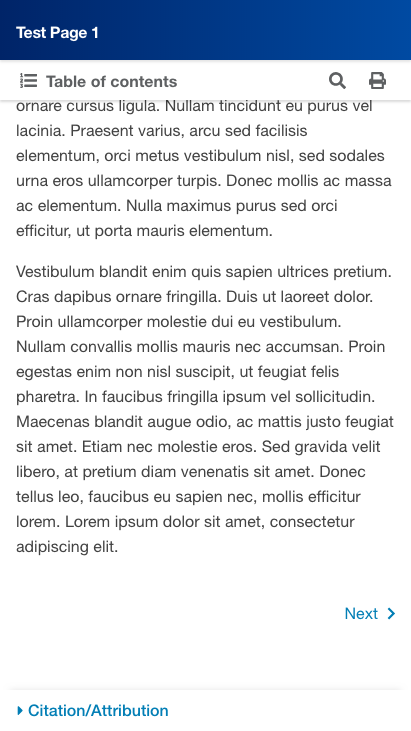 Test Page 1
Table of contents
ornare cursus ligula. Nullam tincidunt eu purus vel
lacinia. Praesent varius, arcu sed facilisis
elementum, orci metus vestibulum nisl, sed sodales
urna eros ullamcorper turpis. Donec mollis ac massa
ac elementum. Nulla maximus purus sed orci
efficitur, ut porta mauris elementum.
Vestibulum blandit enim quis sapien ultrices pretium.
Cras dapibus ornare fringilla. Duis ut laoreet dolor.
Proin ullamcorper molestie dui eu vestibulum.
Nullam convallis mollis mauris nec accumsan. Proin
egestas enim non nisl suscipit, ut feugiat felis
pharetra. In faucibus fringilla ipsum vel sollicitudin.
Maecenas blandit augue odio, ac mattis justo feugiat
sit amet. Etiam nec molestie eros. Sed gravida velit
libero, at pretium diam venenatis sit amet. Donec
tellus leo, faucibus eu sapien nec, mollis efficitur
lorem. Lorem ipsum dolor sit amet, consectetur
adipiscing elit.
Next
Citation/Attribution